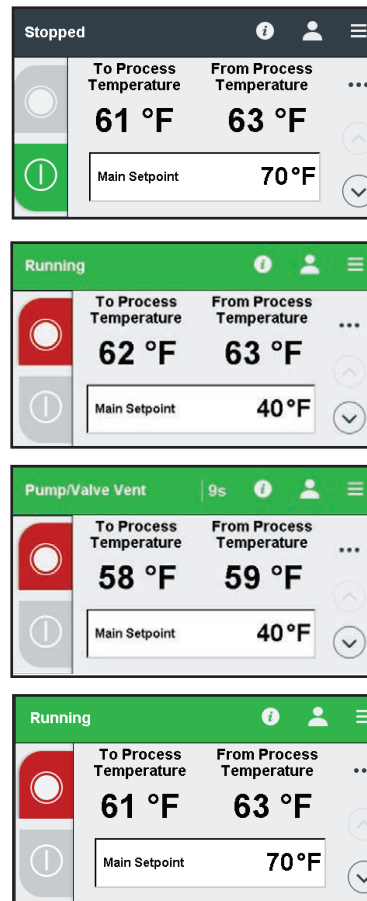 Stopped
To Process Temperature
From Process Temperature
61 °F
63 °F
Main Setpoint
70°F
Running
To Process Temperature
From Process Temperature
62 °F
63 °F
Main Setpoint
40°F
Pump/Valve Vent
9s
To Process Temperature
From Process Temperature
58 °F
59 °F
Main Setpoint
40°F
Running
To Process Temperature
From Process Temperature
61 °F
63 °F
Main Setpoint
70°F